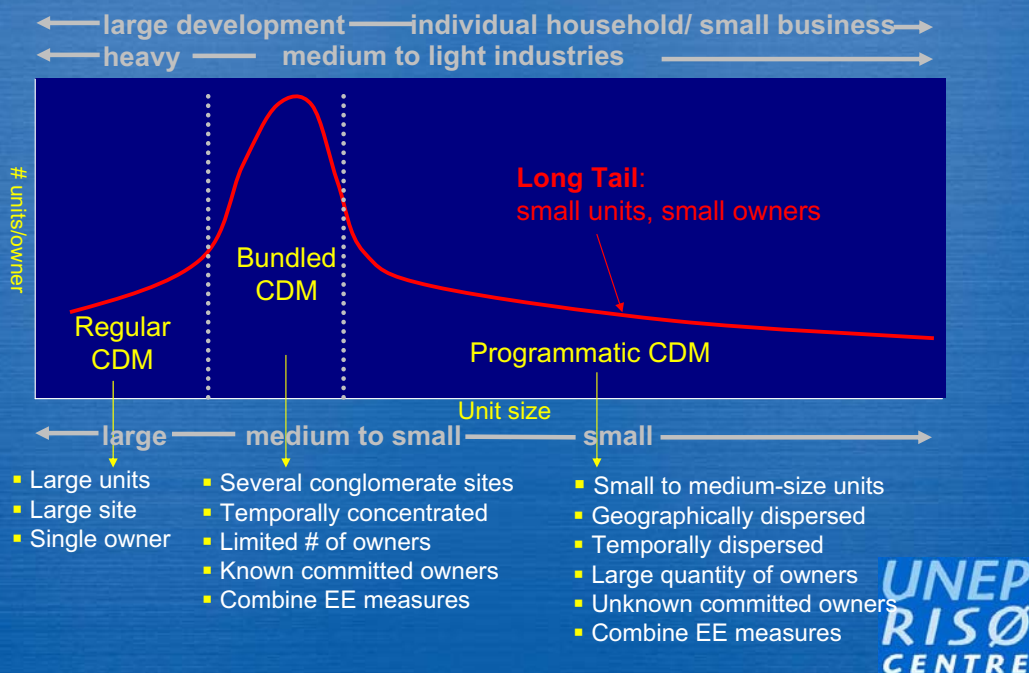 large development individual household/ small business
heavy medium to light industries
# units/owner
Long Tail:
small units, small owners
Bundled
CDM
Regular
CDM
Programmatic CDM
Unit size
large medium to small small
▪ Large units
▪ Large site
▪ Single owner
▪ Several conglomerate sites
▪ Temporally concentrated
▪ Limited # of owners
▪ Known committed owners
▪ Combine EE measures
▪ Small to medium-size units
▪ Geographically dispersed
▪ Temporally dispersed
▪ Large quantity of owners
▪ Unknown committed owners
▪ Combine EE measures
UNEP
RISØ
CENTRE